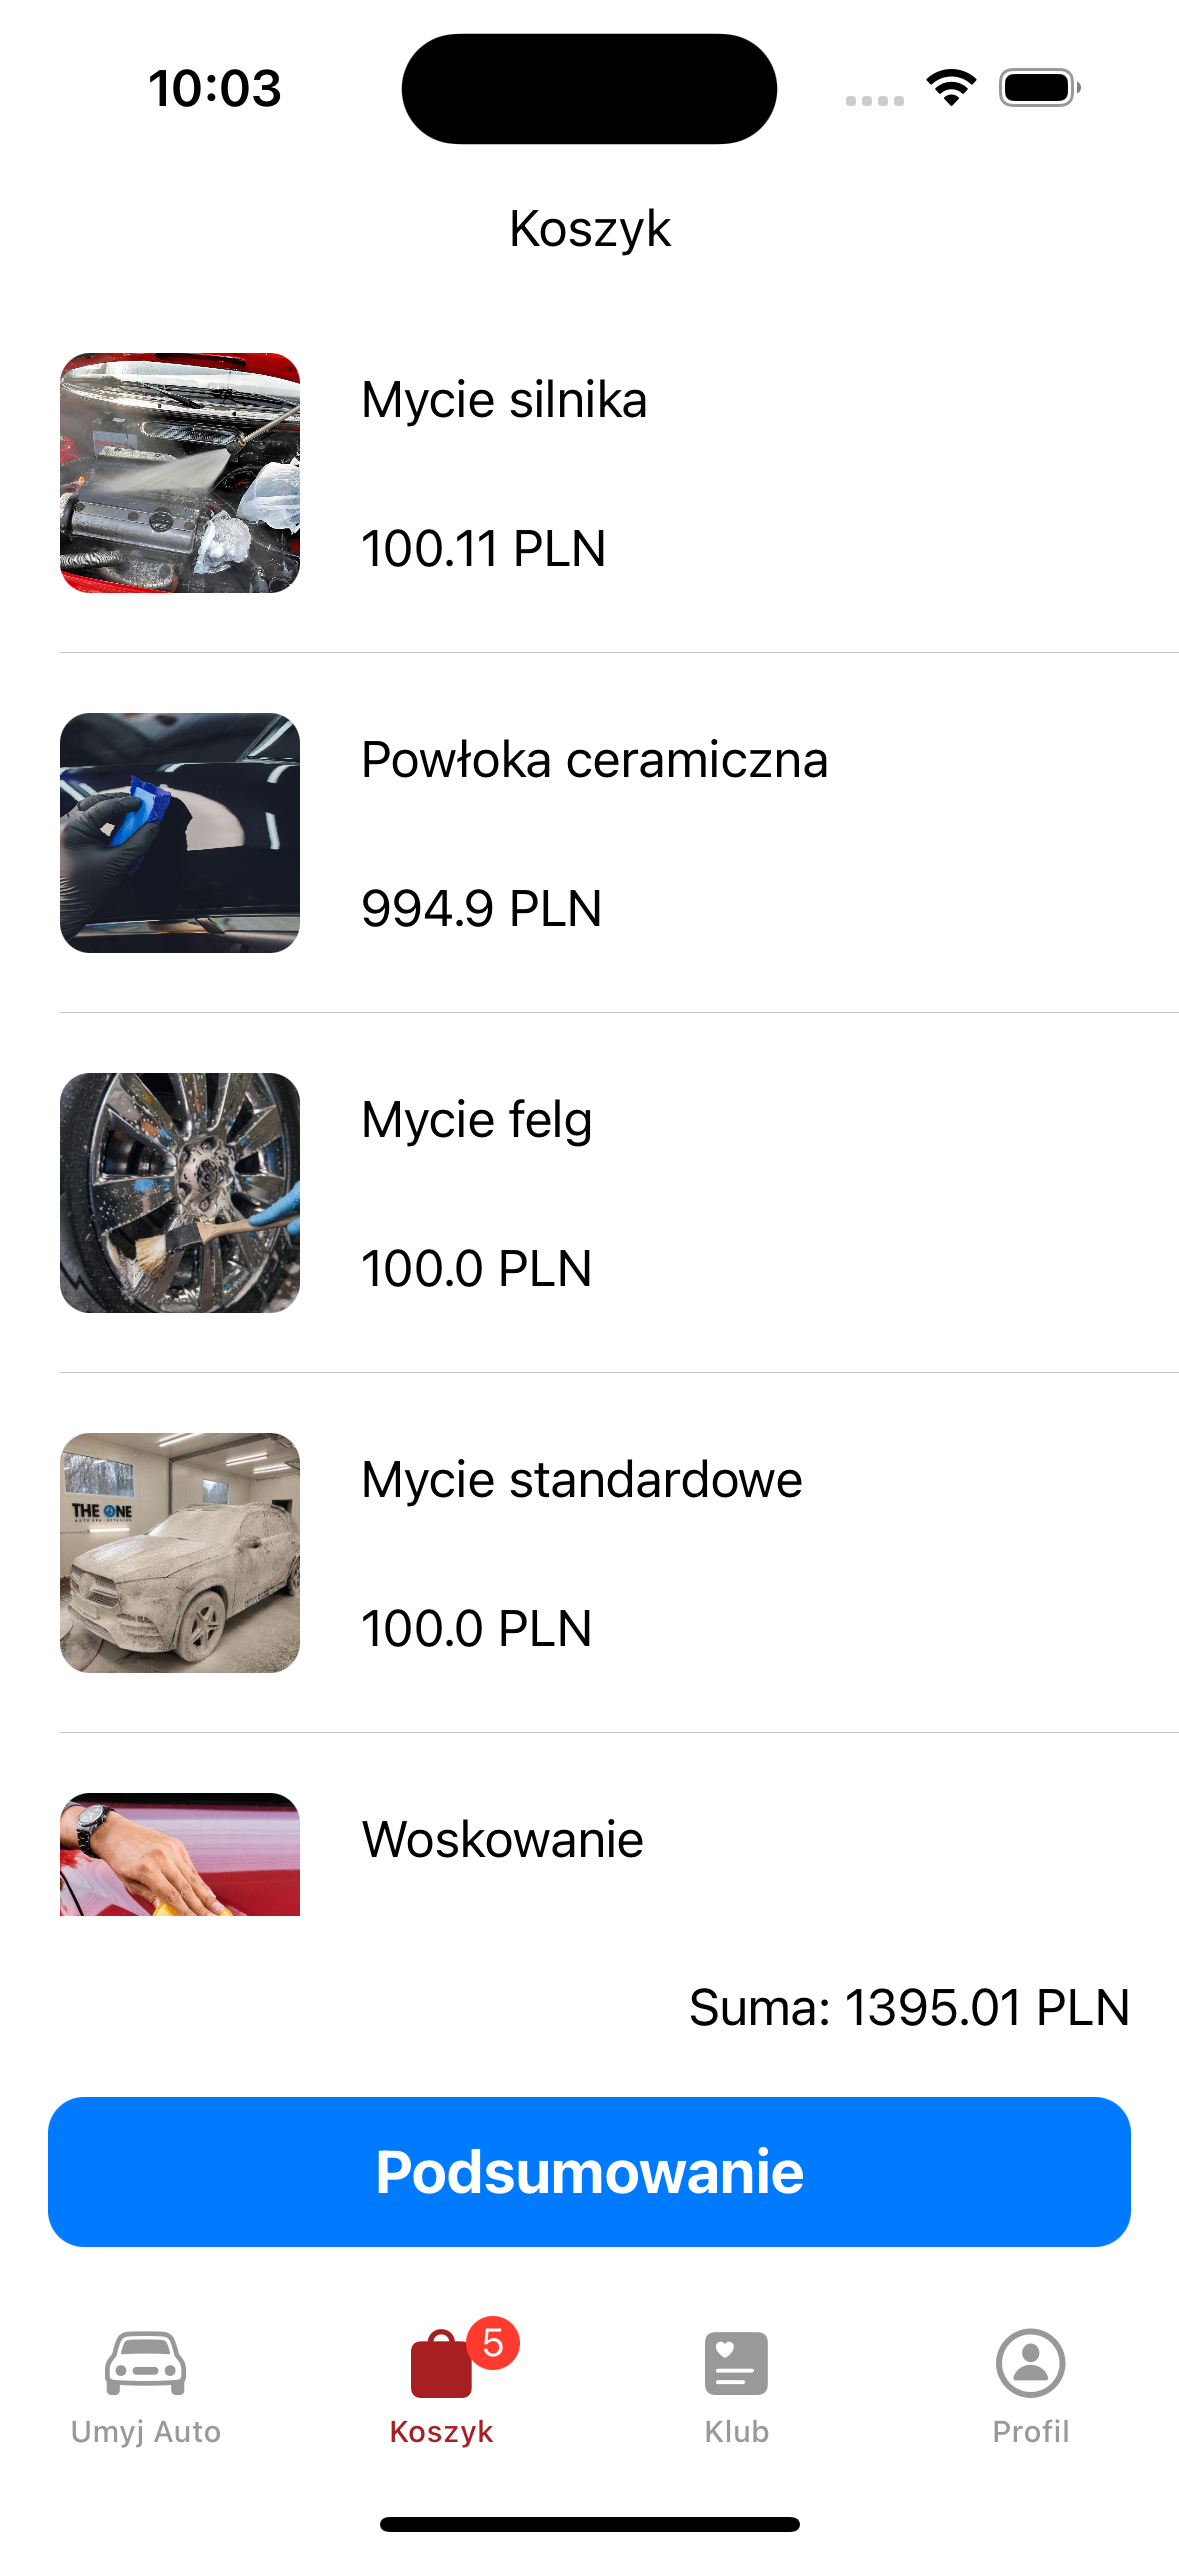 10:03
Koszyk
Mycie silnika
100.11 PLN
Powłoka ceramiczna
994.9 PLN
Mycie felg
100.0 PLN
THE ONE
Mycie standardowe
100.0 PLN
Woskowanie
Suma: 1395.01 PLN
Podsumowanie
5
Umyj Auto
Koszyk
Klub
Profil